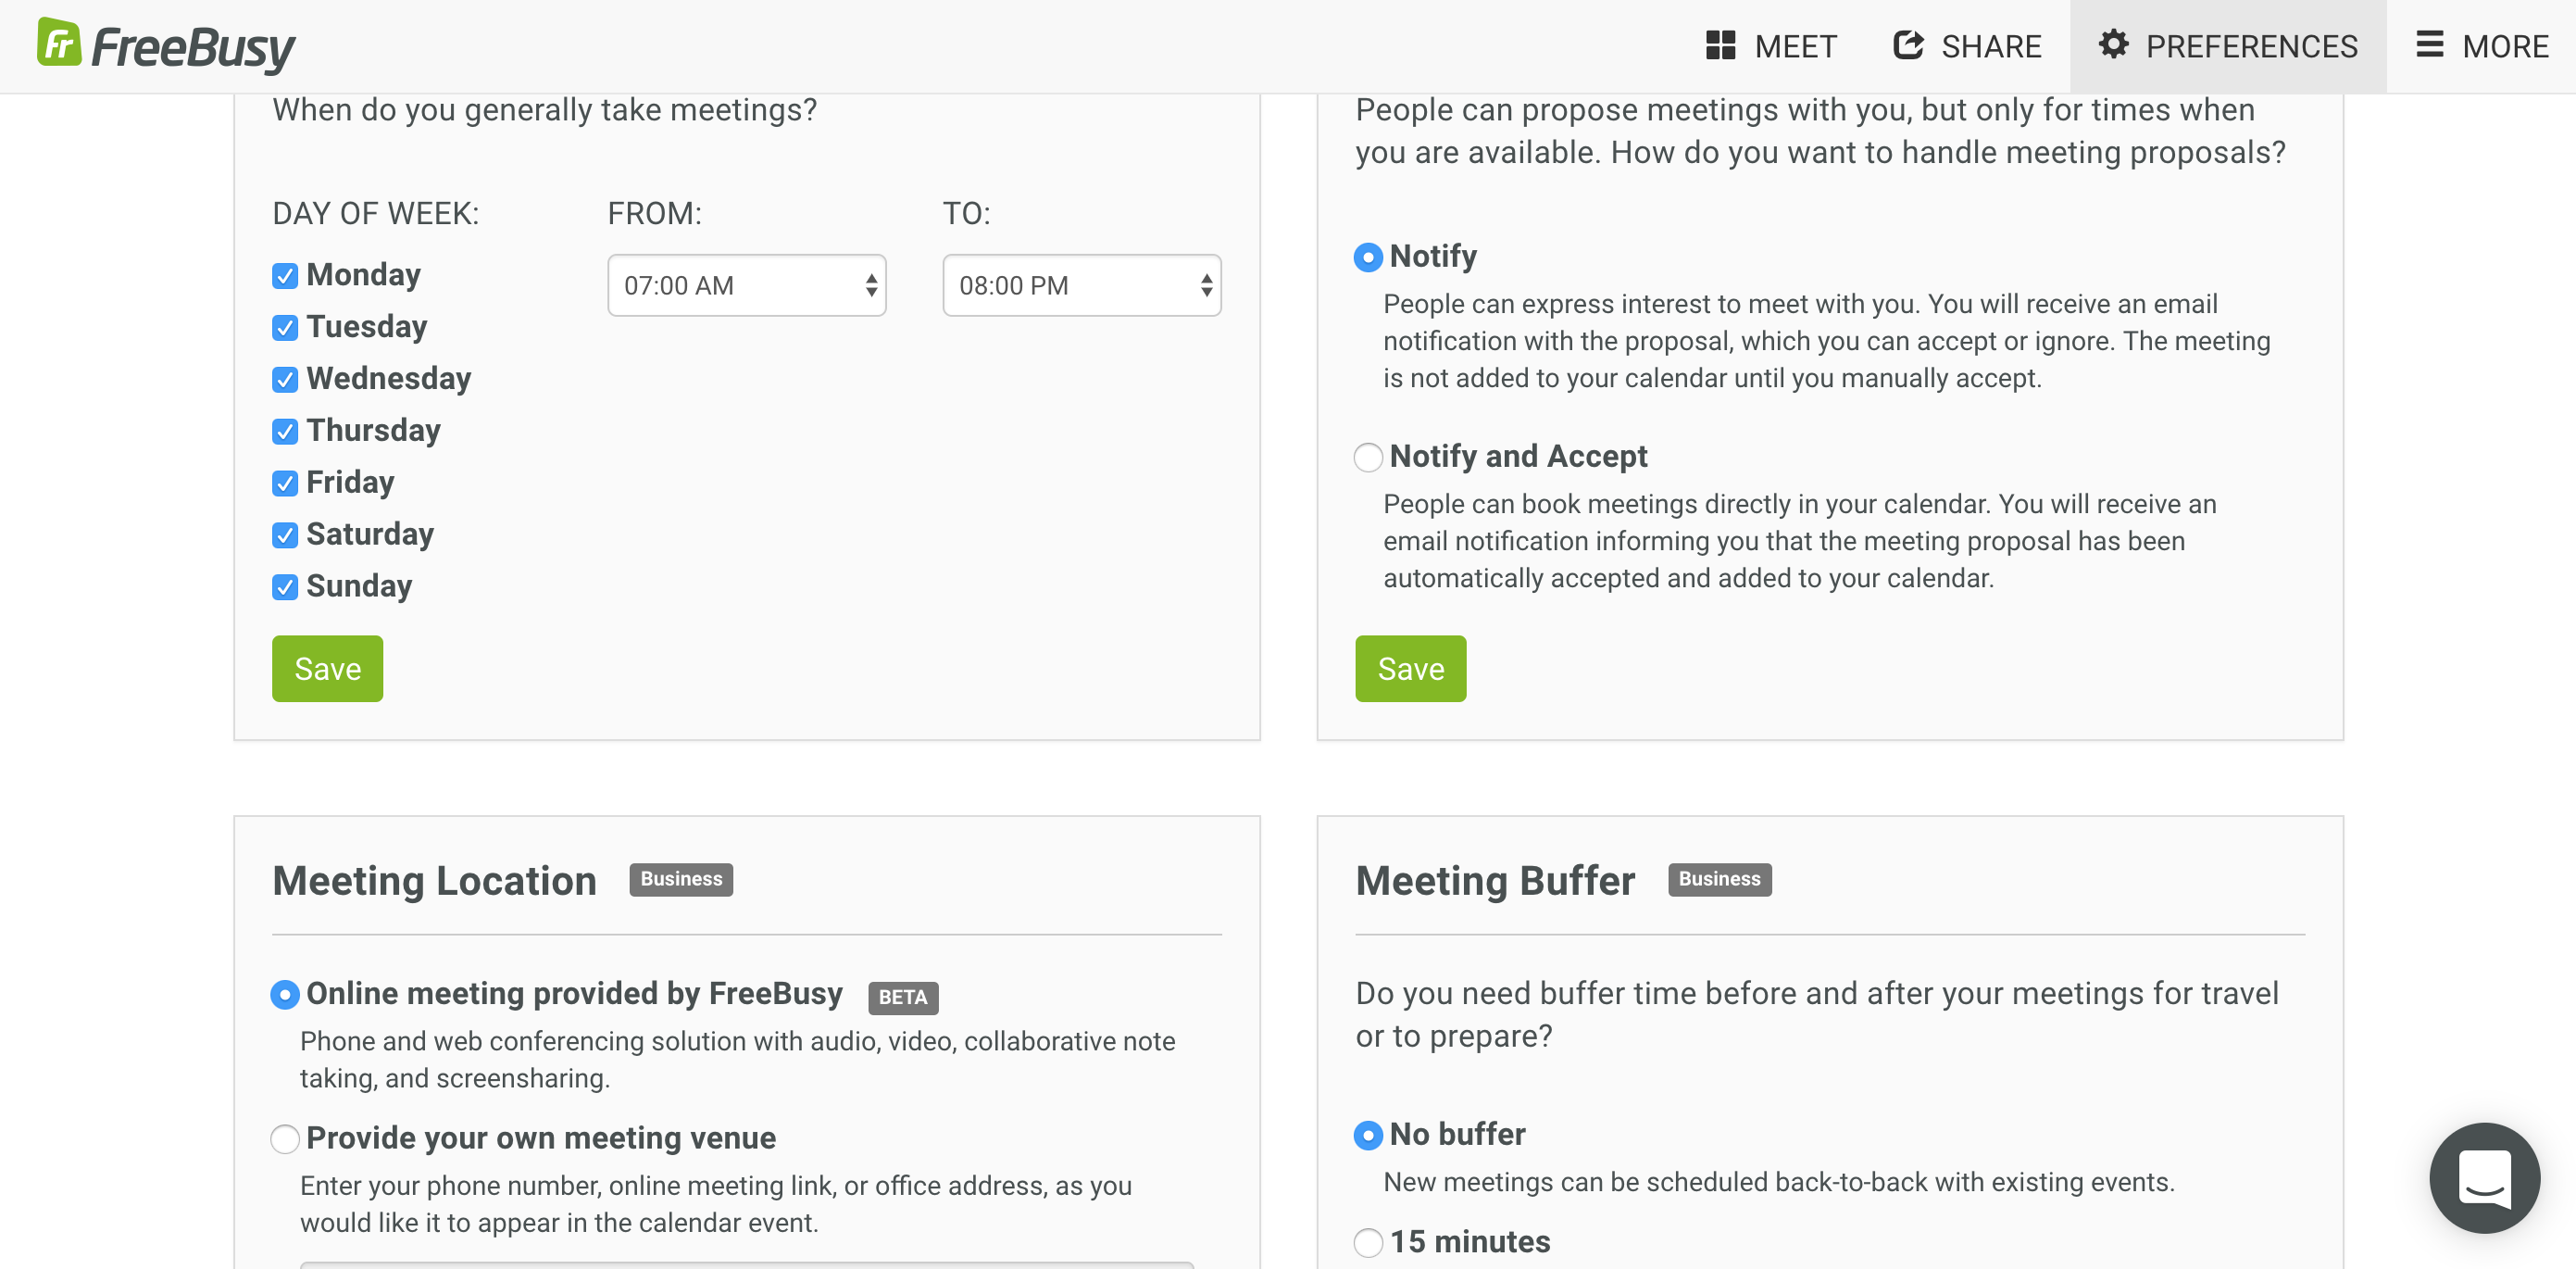 Fr FreeBusy
MEET
SHARE
PREFERENCES
MORE
When do you generally take meetings?
DAY OF WEEK:
FROM:
TO:
Monday
07:00 AM
08:00 PM
Tuesday
Wednesday
Thursday
Friday
Saturday
Sunday
Save
People can propose meetings with you, but only for times when
you are available. How do you want to handle meeting proposals?
Notify
People can express interest to meet with you. You will receive an email
notification with the proposal, which you can accept or ignore. The meeting
is not added to your calendar until you manually accept.
Notify and Accept
People can book meetings directly in your calendar. You will receive an
email notification informing you that the meeting proposal has been
automatically accepted and added to your calendar.
Save
Meeting Location Business
Online meeting provided by FreeBusy BETA
Phone and web conferencing solution with audio, video, collaborative note
taking, and screensharing.
Provide your own meeting venue
Enter your phone number, online meeting link, or office address, as you
would like it to appear in the calendar event.
Meeting Buffer Business
Do you need buffer time before and after your meetings for travel
or to prepare?
No buffer
New meetings can be scheduled back-to-back with existing events.
15 minutes